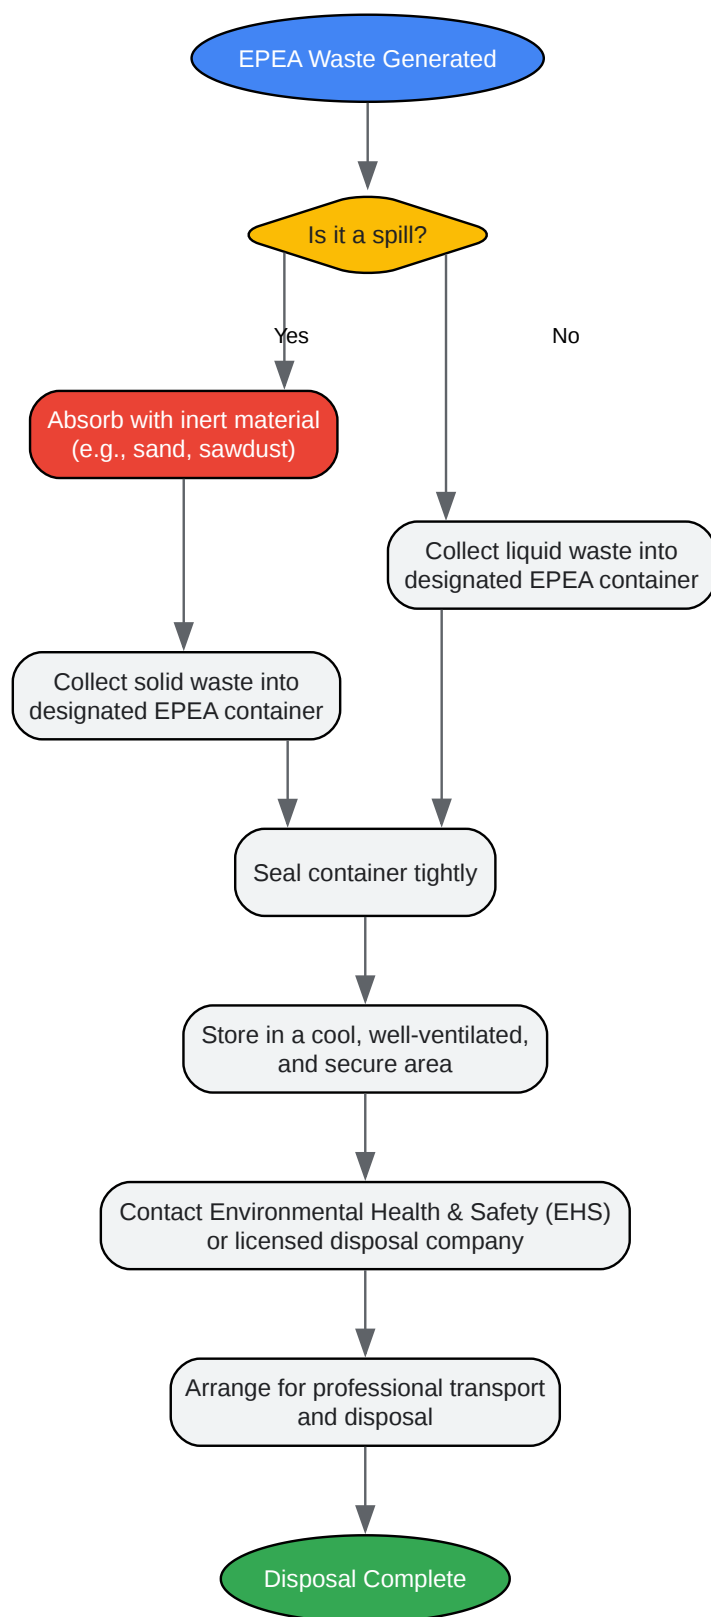 EPEA Waste Generated
Is it a spill?
Yes
No
Absorb with inert material
(e.g., sand, sawdust)
Collect liquid waste into
designated EPEA container
Collect solid waste into
designated EPEA container
Seal container tightly
Store in a cool, well-ventilated,
and secure area
Contact Environmental Health & Safety (EHS)
or licensed disposal company
Arrange for professional transport
and disposal
Disposal Complete